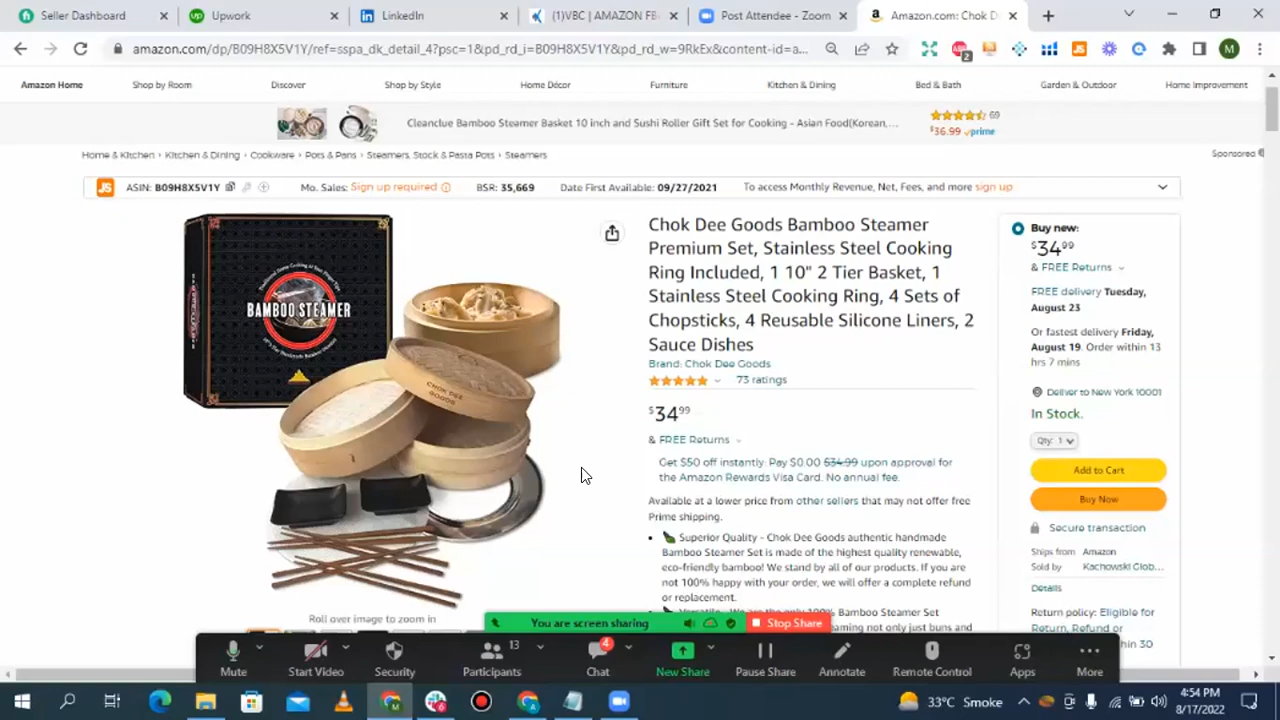 Seller Dashboard
Upwork
LinkedIn
(1)VBC | AMAZON FB
Post Attendee - Zoom
Amazon.com: Chok D
amazon.com/dp/B09H8X5V1Y/ref=sspa_dk_detail_4?psc=1&pd_rd_i=B09H8X5V1Y&pd_rd_w=9RkEx&content-id=a...
Amazon Home
Shop by Room
Discover
Shop by Style
Home Décor
Furniture
Kitchen & Dining
Bed & Bath
Garden & Outdoor
Home Improvement
Cleanclue Bamboo Steamer Basket 10 inch and Sushi Roller Gift Set for Cooking - Asian Food(Korean,...
69
$36.99 prime
Home & Kitchen › Kitchen & Dining › Cookware › Pots & Pans › Steamers, Stock & Pasta Pots › Steamers
Sponsored
JS ASIN: B09H8X5V1Y Mo. Sales: Sign up required BSR: 35,669 Date First Available: 09/27/2021 To access Monthly Revenue, Net, Fees, and more sign up
BAMBOO STEAMER
CHOK DEE
GOODS
Roll over image to zoom in
Chok Dee Goods Bamboo Steamer
Premium Set, Stainless Steel Cooking
Ring Included, 1 10" 2 Tier Basket, 1
Stainless Steel Cooking Ring, 4 Sets of
Chopsticks, 4 Reusable Silicone Liners, 2
Sauce Dishes
Brand: Chok Dee Goods
73 ratings
$34.99
& FREE Returns
Get $50 off instantly: Pay $0.00 $34.99 upon approval for
the Amazon Rewards Visa Card. No annual fee.
Available at a lower price from other sellers that may not offer free
Prime shipping.
Superior Quality - Chok Dee Goods authentic handmade
Bamboo Steamer Set is made of the highest quality renewable,
eco-friendly bamboo! We stand by all of our products. If you are
not 100% happy with your order, we will offer a complete refund
or replacement.
Versatile - We are the only 100% Bamboo Steamer Set
Buy new:
$34.99
& FREE Returns
FREE delivery Tuesday,
August 23
Or fastest delivery Friday,
August 19. Order within 13
hrs 7 mins
Deliver to New York 10001
In Stock.
Qty: 1
Add to Cart
Buy Now
Secure transaction
Ships from Amazon
Sold by Kachowski Glob...
Details
Return policy: Eligible for
Return, Refund or
You are screen sharing
Stop Share
Mute
Start Video
Security
Participants 13
Chat 4
New Share
Pause Share
Annotate
Remote Control
Apps
More
33°C Smoke
4:54 PM
8/17/2022